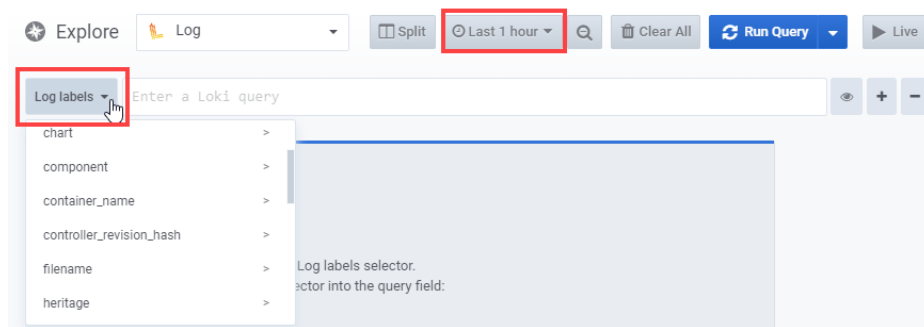 Explore Log Split Last 1 hour Clear All Run Query Live
Log labels Enter a Loki query
chart >
component >
container_name >
controller_revision_hash >
filename >
Log labels selector.
ector into the query field:
heritage >